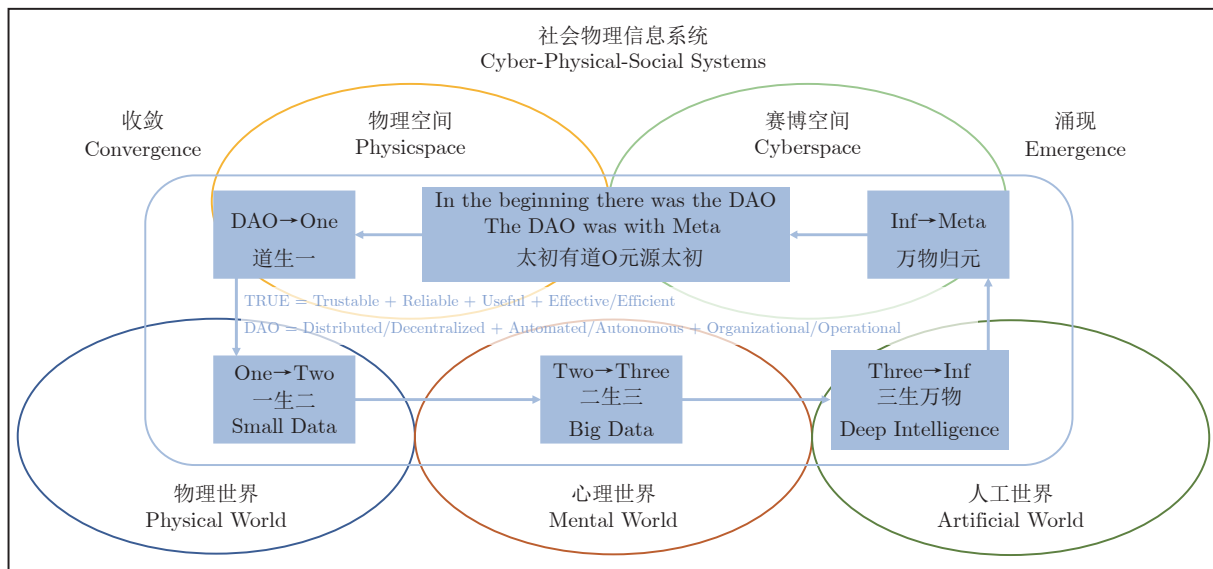 社会物理信息系统
Cyber-Physical-Social Systems
收敛
Convergence
物理空间
Physicspace
赛博空间
Cyberspace
涌现
Emergence
DAO→One
道生一
In the beginning there was the DAO
The DAO was with Meta
太初有道O元源太初
Inf→Meta
万物归元
TRUE = Trustable + Reliable + Useful + Effective/Efficient
DAO = Distributed/Decentralized + Automated/Autonomous + Organizational/Operational
One→Two
一生二
Small Data
Two→Three
二生三
Big Data
Three→Inf
三生万物
Deep Intelligence
物理世界
Physical World
心理世界
Mental World
人工世界
Artificial World